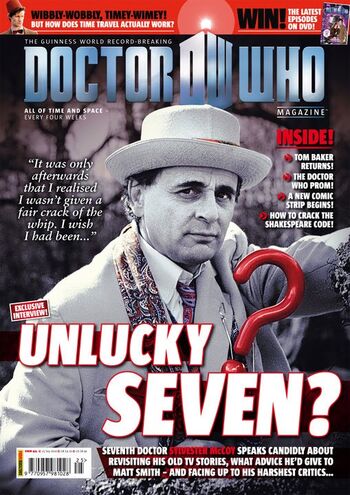 WIBBLY-WOBBLY, TIMEY-WIMEY!
BUT HOW DOES TIME TRAVEL ACTUALLY WORK?
WIN! THE LATEST
EPISODES
ON DVD!
THE GUINNESS WORLD RECORD-BREAKING
DOCTOR WHO
MAGAZINE
ALL OF TIME AND SPACE –
EVERY FOUR WEEKS
INSIDE!
TOM BAKER
RETURNS!
THE DOCTOR
WHO PROM!
A NEW COMIC
STRIP BEGINS!
HOW TO CRACK THE
SHAKESPEARE CODE!
“It was only
afterwards
that I realised
I wasn’t given a
fair crack of the
whip. I wish
I had been...”
EXCLUSIVE
INTERVIEW!
UNLUCKY
SEVEN?
SEVENTH DOCTOR SYLVESTER McCOY SPEAKS CANDIDLY ABOUT
REVISITING HIS OLD TV STORIES, WHAT ADVICE HE'D GIVE TO
MATT SMITH – AND FACING UP TO HIS HARSHEST CRITICS...
9 770957 981028